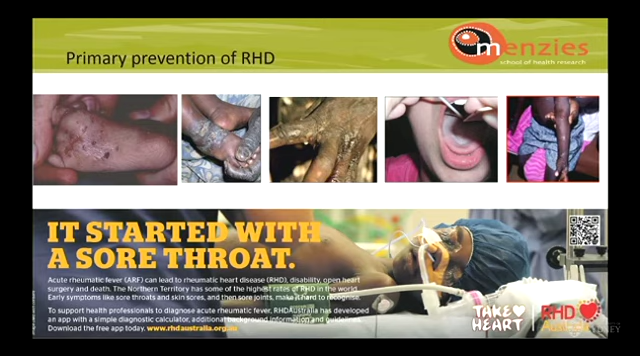 Primary prevention of RHD
menzies
school of health research
IT STARTED WITH
A SORE THROAT.
Acute rheumatic fever (ARF) can lead to rheumatic heart disease (RHD), disability, open heart
surgery and death. The Northern Territory has some of the highest rates of RHD in the world.
Early symptoms like sore throats and skin sores, and then sore joints, make it hard to recognise.
To support health professionals to diagnose acute rheumatic fever, RHDAustralia has developed
an app with a simple diagnostic calculator, additional background information and guidelines.
Download the free app today. www.rhdaustralia.org.au
TAKE
HEART
RHD